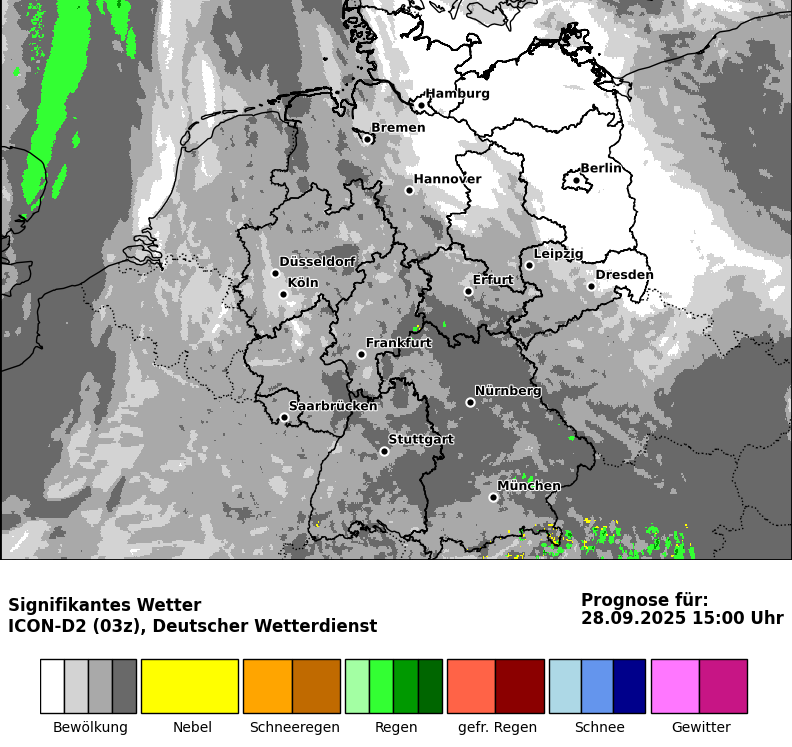 Hamburg
Bremen
Berlin
Hannover
Leipzig
Düsseldorf
Dresden
Köln
Erfurt
Frankfurt
Nürnberg
Saarbrücken
Stuttgart
München
Signifikantes Wetter
ICON-D2 (03z), Deutscher Wetterdienst
Prognose für:
28.09.2025 15:00 Uhr
Bewölkung
Nebel
Schneeregen
Regen
gefr. Regen
Schnee
Gewitter